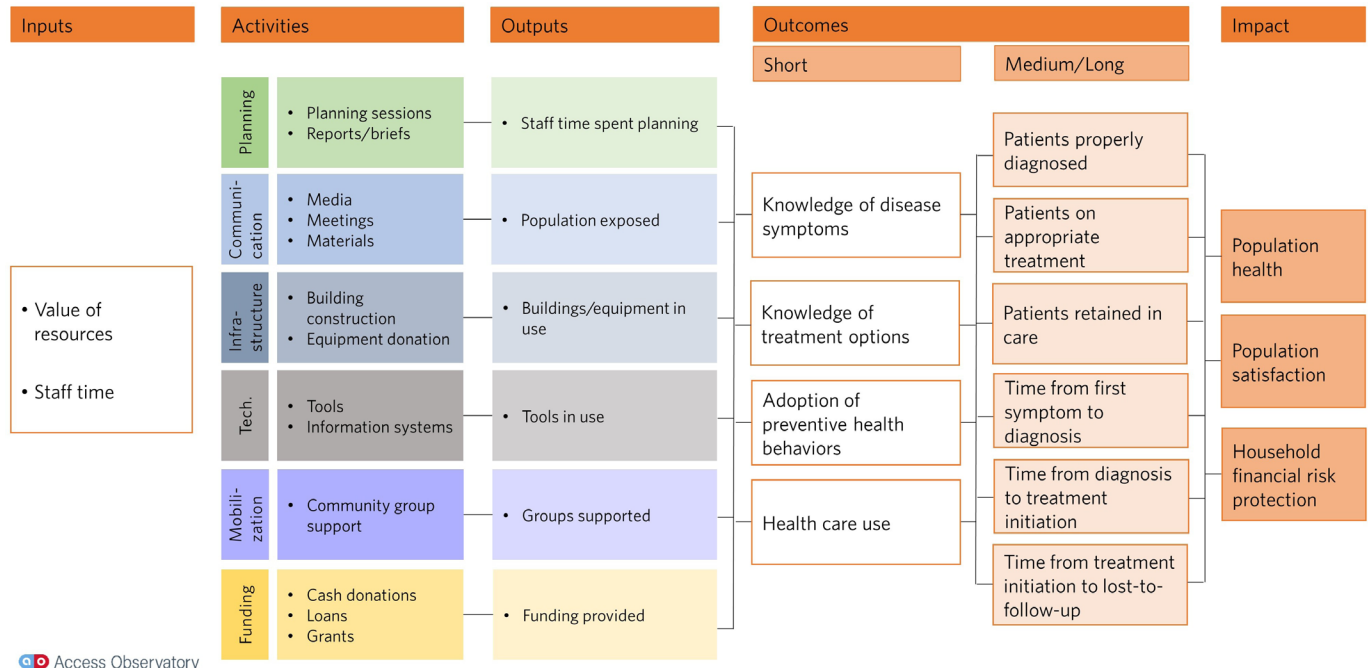 Inputs
Activities
Outputs
Outcomes
Impact
Short
Medium/Long
• Value of
resources
• Staff time
Planning
• Planning sessions
• Reports/briefs
• Staff time spent planning
Communi-
cation
• Media
• Meetings
• Materials
• Population exposed
Infra-
structure
• Building
construction
• Equipment donation
• Buildings/equipment in
use
Tech.
• Tools
• Information systems
• Tools in use
Mobili-
zation
• Community group
support
• Groups supported
Funding
• Cash donations
• Loans
• Grants
• Funding provided
Knowledge of disease
symptoms
Knowledge of
treatment options
Adoption of
preventive health
behaviors
Health care use
Patients properly
diagnosed
Patients on
appropriate
treatment
Patients retained in
care
Time from first
symptom to
diagnosis
Time from diagnosis
to treatment
initiation
Time from treatment
initiation to lost-to-
follow-up
Population
health
Population
satisfaction
Household
financial risk
protection
ao Access Observatory